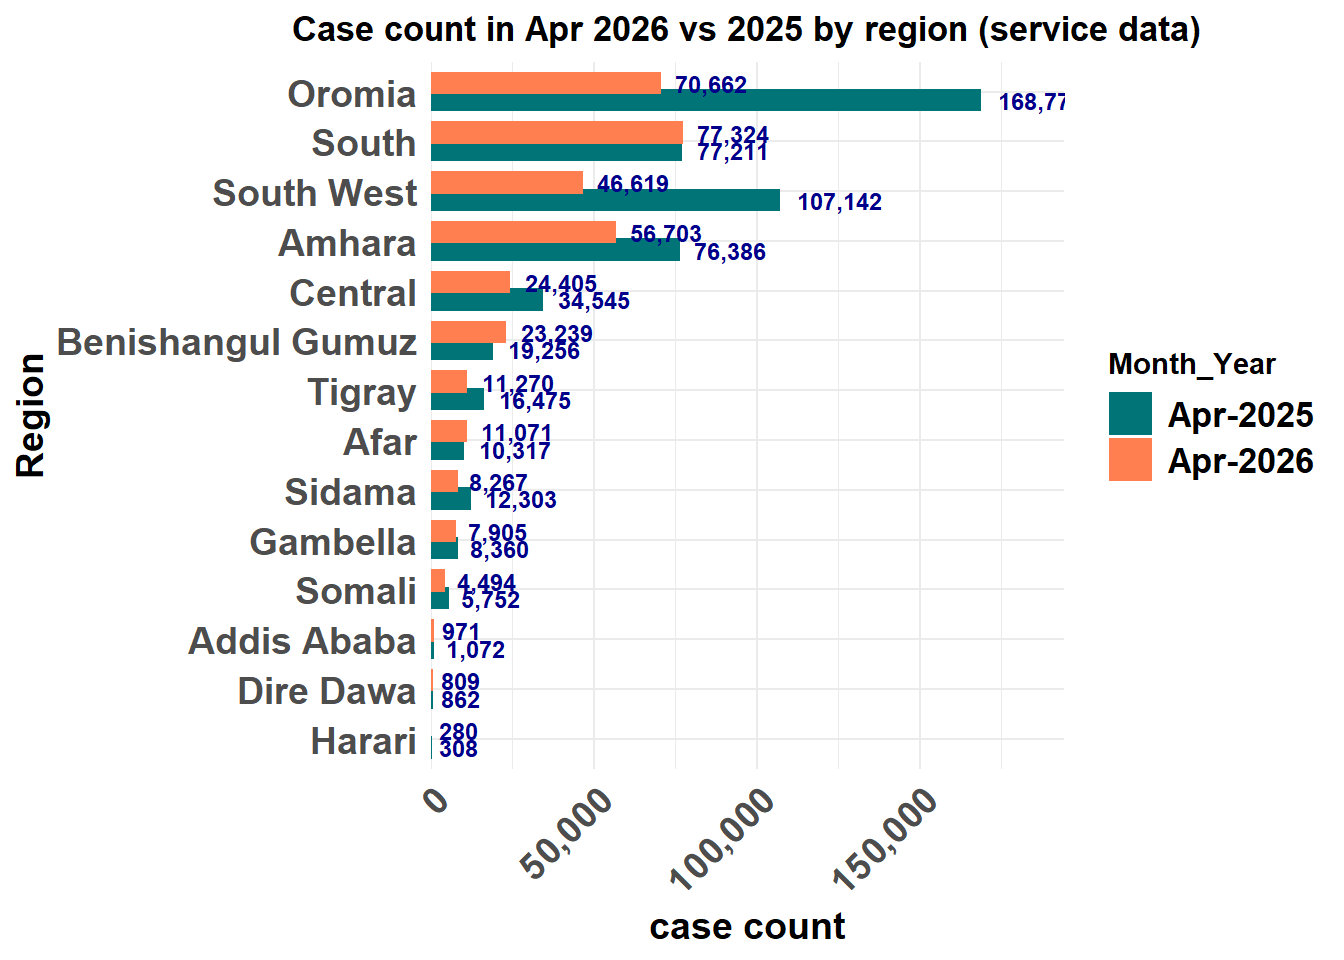 Case count in Apr 2026 vs 2025 by region (service data)
Region
Oromia
70,662
168,77
South
77,324
77,211
South West
46,619
107,142
Amhara
56,703
76,386
Central
24,405
34,545
Benishangul Gumuz
23,239
19,256
Tigray
11,270
16,475
Afar
11,071
10,317
Sidama
8,267
12,303
Gambella
7,905
8,360
Somali
4,494
5,752
Addis Ababa
971
1,072
Dire Dawa
809
862
Harari
280
308
0
50,000
100,000
150,000
case count
Month_Year
Apr-2025
Apr-2026